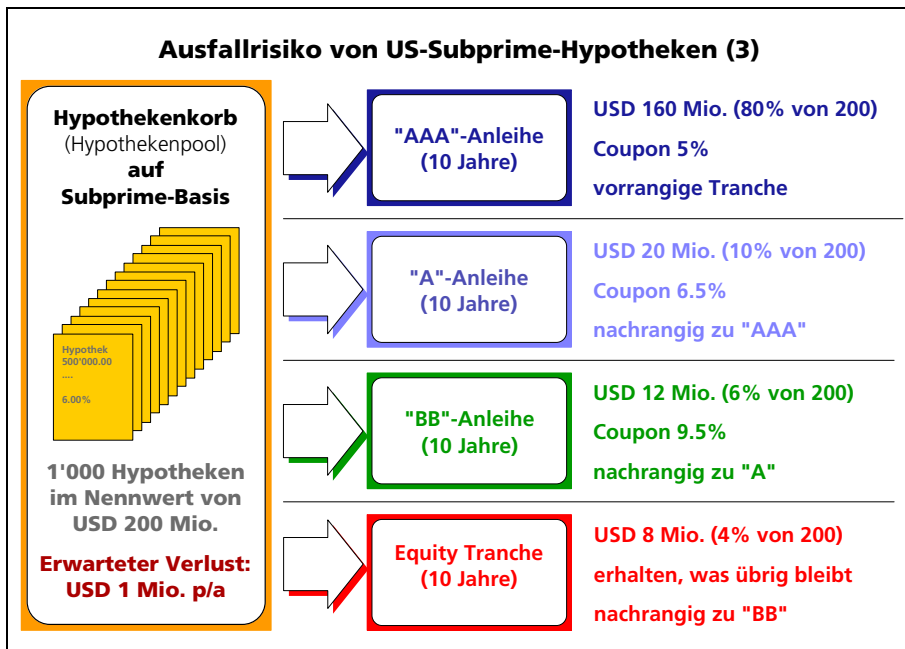 Ausfallrisiko von US-Subprime-Hypotheken (3)
Hypothekenkorb
(Hypothekenpool)
auf
Subprime-Basis
Hypothek
500'000.00
....
6.00%
1'000 Hypotheken
im Nennwert von
USD 200 Mio.
Erwarteter Verlust:
USD 1 Mio. p/a
"AAA"-Anleihe
(10 Jahre)
USD 160 Mio. (80% von 200)
Coupon 5%
vorrangige Tranche
"A"-Anleihe
(10 Jahre)
USD 20 Mio. (10% von 200)
Coupon 6.5%
nachrangig zu "AAA"
"BB"-Anleihe
(10 Jahre)
USD 12 Mio. (6% von 200)
Coupon 9.5%
nachrangig zu "A"
Equity Tranche
(10 Jahre)
USD 8 Mio. (4% von 200)
erhalten, was übrig bleibt
nachrangig zu "BB"